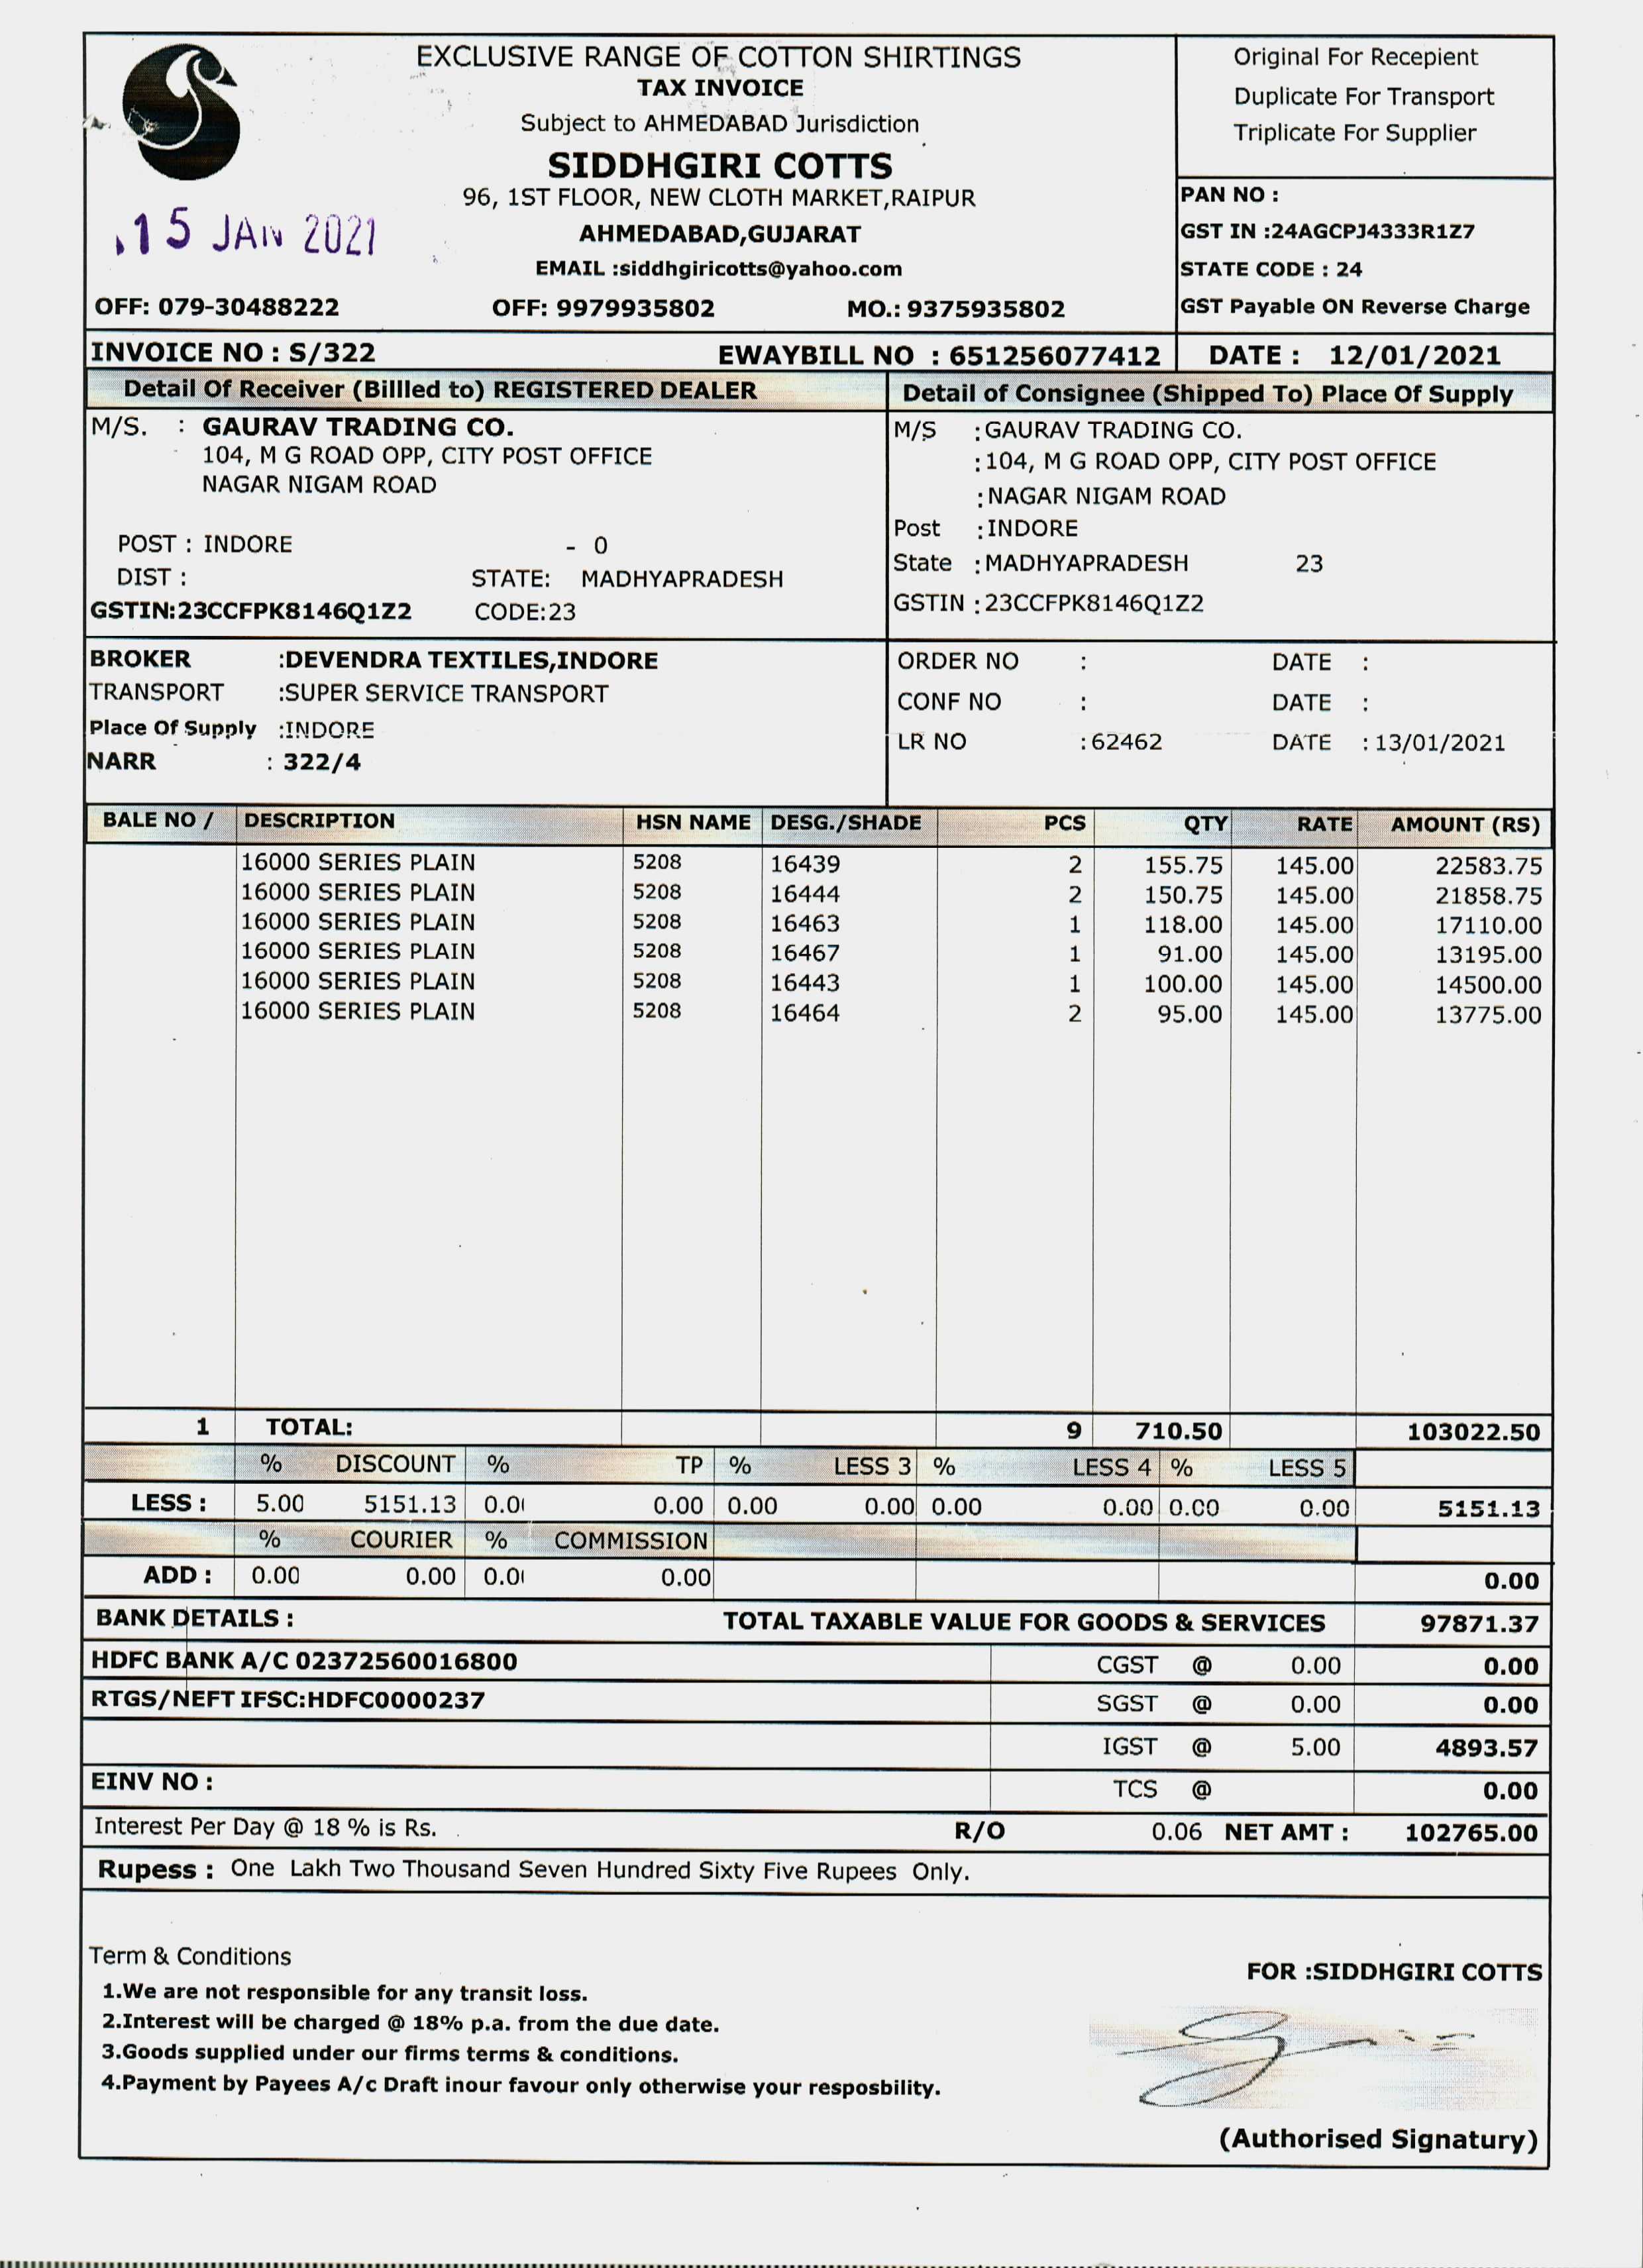 EXCLUSIVE RANGE OF COTTON SHIRTINGS
TAX INVOICE
Subject to AHMEDABAD Jurisdiction
SIDDHGIRI COTTS
96, 1ST FLOOR, NEW CLOTH MARKET,RAIPUR
AHMEDABAD,GUJARAT
EMAIL :siddhgiricotts@yahoo.com
15 JAN 2021
OFF: 079-30488222 OFF: 9979935802 MO.: 9375935802
Original For Recepient
Duplicate For Transport
Triplicate For Supplier
PAN NO :
GST IN :24AGCPJ4333R1Z7
STATE CODE : 24
GST Payable ON Reverse Charge
INVOICE NO : S/322 EWAYBILL NO : 651256077412 DATE : 12/01/2021
Detail Of Receiver (Billled to) REGISTERED DEALER
M/S. : GAURAV TRADING CO.
104, M G ROAD OPP, CITY POST OFFICE
NAGAR NIGAM ROAD
POST : INDORE - 0
DIST : STATE: MADHYAPRADESH
GSTIN:23CCFPK8146Q1Z2 CODE:23
Detail of Consignee (Shipped To) Place Of Supply
M/S :GAURAV TRADING CO.
:104, M G ROAD OPP, CITY POST OFFICE
:NAGAR NIGAM ROAD
Post :INDORE
State :MADHYAPRADESH 23
GSTIN :23CCFPK8146Q1Z2
BROKER :DEVENDRA TEXTILES,INDORE
TRANSPORT :SUPER SERVICE TRANSPORT
Place Of Supply :INDORE
NARR : 322/4
ORDER NO : DATE :
CONF NO : DATE :
LR NO :62462 DATE :13/01/2021
BALE NO / DESCRIPTION HSN NAME DESG./SHADE PCS QTY RATE AMOUNT (RS)
16000 SERIES PLAIN 5208 16439 2 155.75 145.00 22583.75
16000 SERIES PLAIN 5208 16444 2 150.75 145.00 21858.75
16000 SERIES PLAIN 5208 16463 1 118.00 145.00 17110.00
16000 SERIES PLAIN 5208 16467 1 91.00 145.00 13195.00
16000 SERIES PLAIN 5208 16443 1 100.00 145.00 14500.00
16000 SERIES PLAIN 5208 16464 2 95.00 145.00 13775.00
1 TOTAL: 9 710.50 103022.50
% DISCOUNT % TP % LESS 3 % LESS 4 % LESS 5
LESS : 5.00 5151.13 0.0 0.00 0.00 0.00 0.00 0.00 0.00 0.00 5151.13
% COURIER % COMMISSION
ADD : 0.00 0.00 0.0 0.00 0.00
BANK DETAILS : TOTAL TAXABLE VALUE FOR GOODS & SERVICES 97871.37
HDFC BANK A/C 02372560016800 CGST @ 0.00 0.00
RTGS/NEFT IFSC:HDFC0000237 SGST @ 0.00 0.00
IGST @ 5.00 4893.57
EINV NO : TCS @ 0.00
Interest Per Day @ 18 % is Rs. R/O 0.06 NET AMT : 102765.00
Rupess : One Lakh Two Thousand Seven Hundred Sixty Five Rupees Only.
Term & Conditions
1.We are not responsible for any transit loss.
2.Interest will be charged @ 18% p.a. from the due date.
3.Goods supplied under our firms terms & conditions.
4.Payment by Payees A/c Draft inour favour only otherwise your resposbility.
FOR :SIDDHGIRI COTTS
(Authorised Signatury)